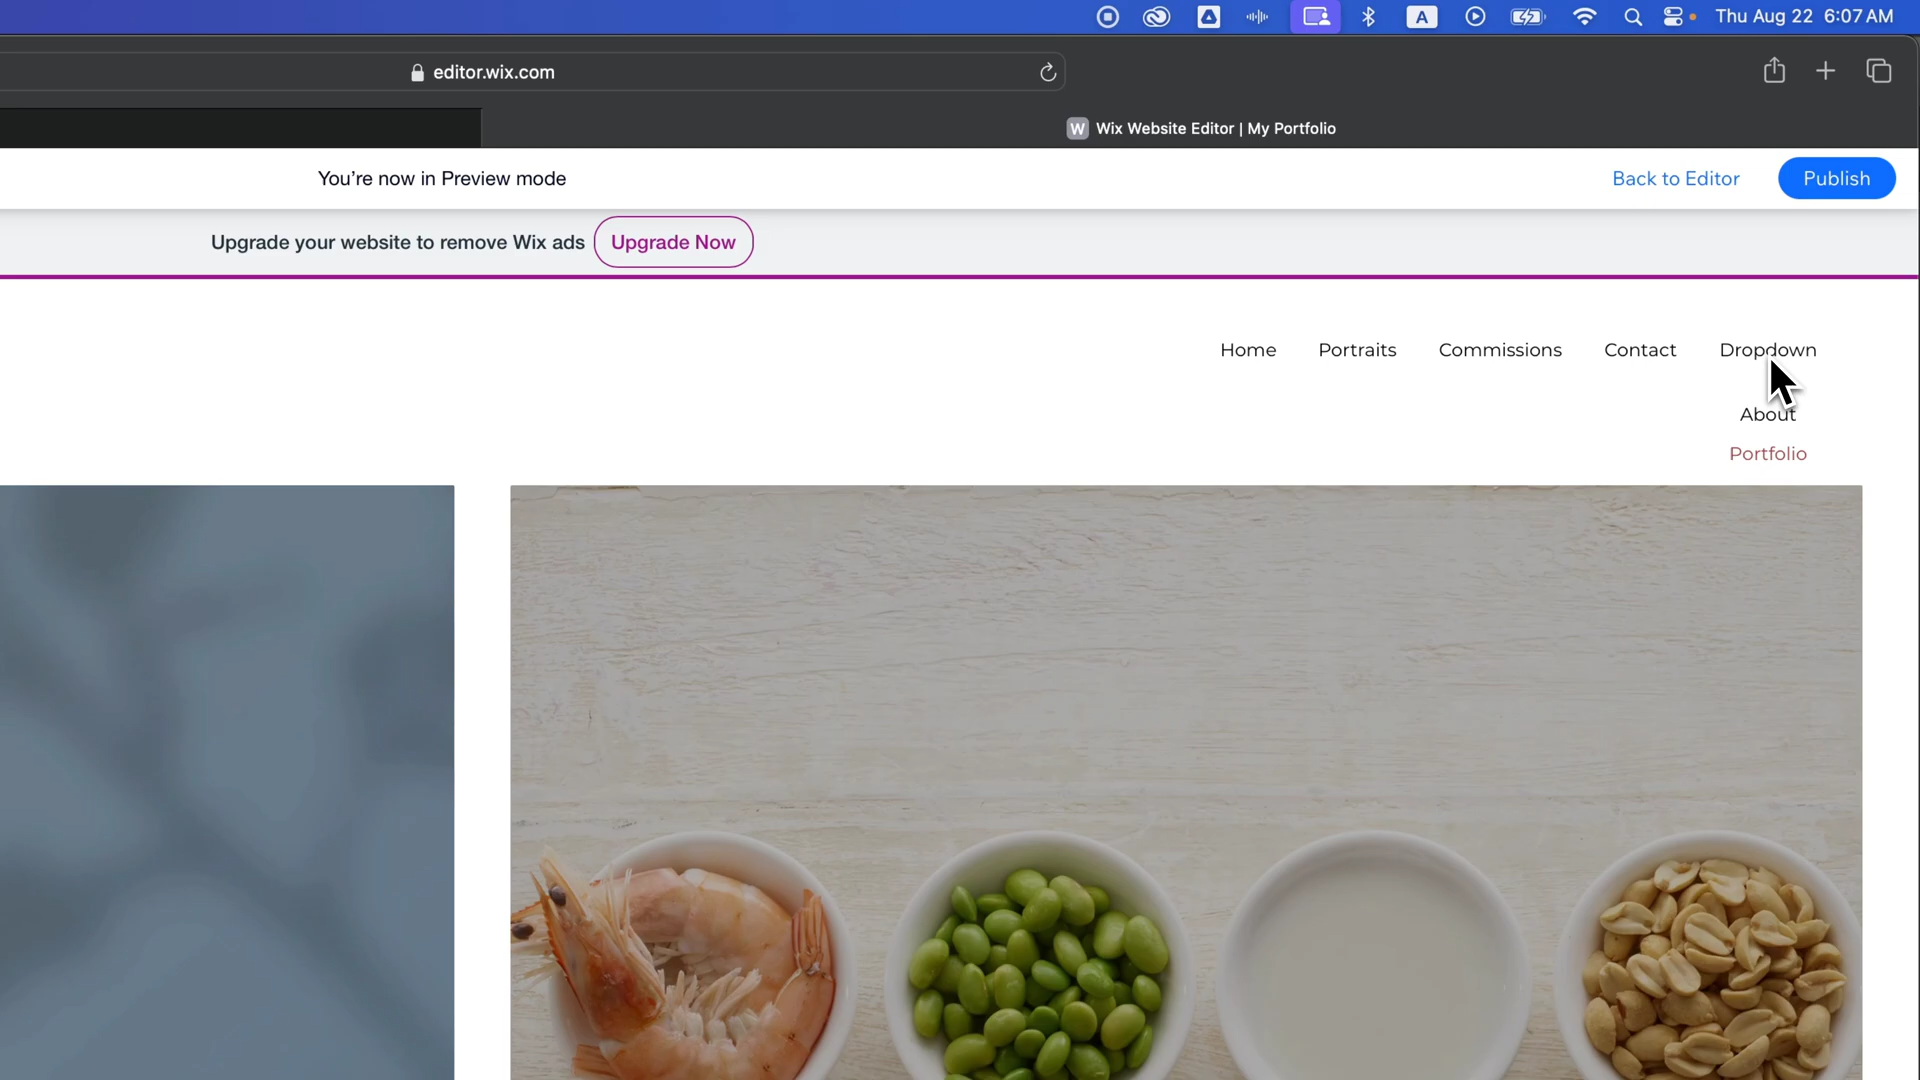 A
Thu Aug 22 6:07 AM
editor.wix.com
W Wix Website Editor | My Portfolio
You're now in Preview mode
Back to Editor
Publish
Upgrade your website to remove Wix ads
Upgrade Now
Home
Portraits
Commissions
Contact
Dropdown
About
Portfolio